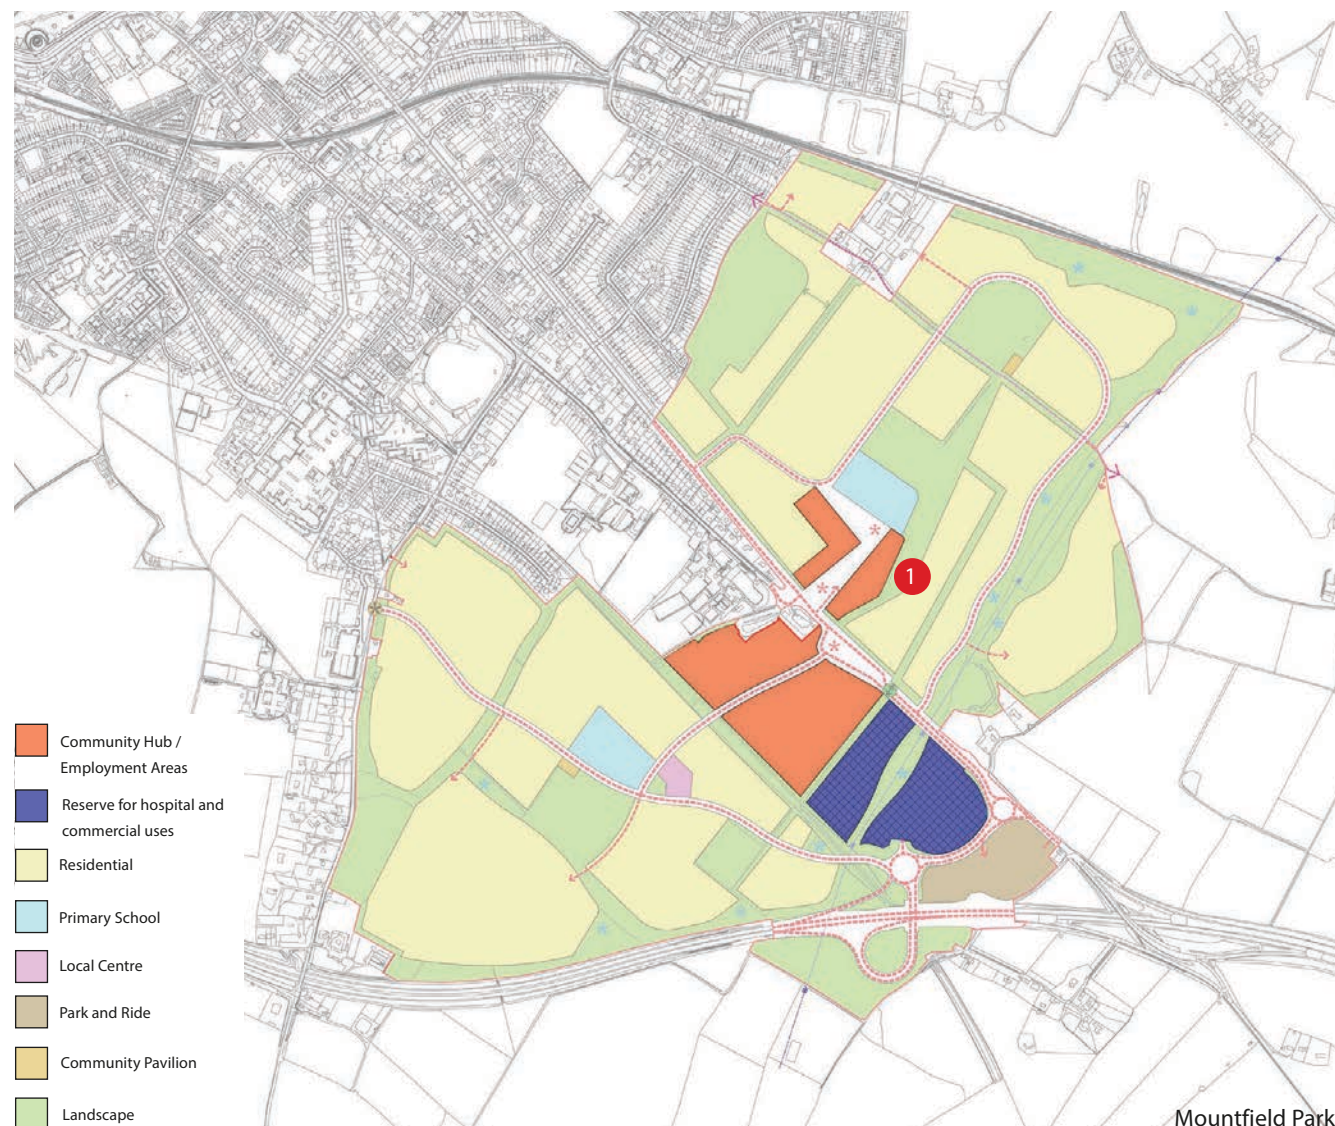 1
Community Hub /
Employment Areas
Reserve for hospital and
commercial uses
Residential
Primary School
Local Centre
Park and Ride
Community Pavilion
Landscape
Mountfield Park